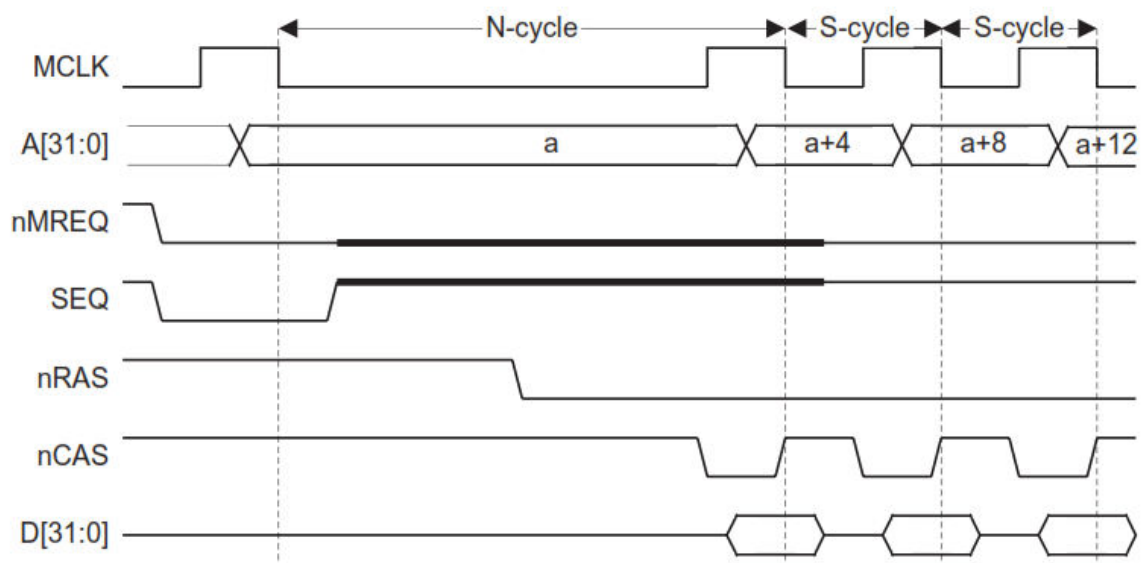 N-cycle S-cycle S-cycle
MCLK
A[31:0] a a+4 a+8 a+12
nMREQ
SEQ
nRAS
nCAS
D[31:0]